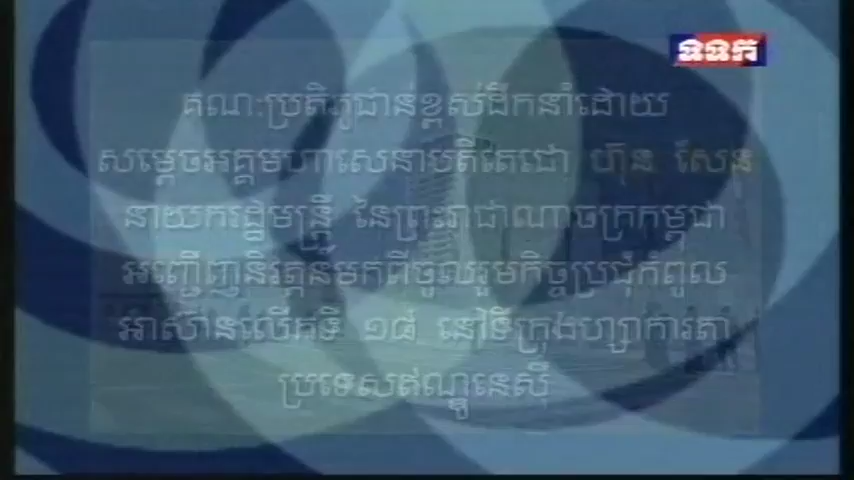 ទទក
គណៈប្រតិភូជាន់ខ្ពស់ដឹកនាំដោយ
សម្តេចអគ្គមហាសេនាបតីតេជោ ហ៊ុន សែន
នាយករដ្ឋមន្ត្រី នៃព្រះរាជាណាចក្រកម្ពុជា
អញ្ជើញនិវត្តន៍មកពីចូលរួមកិច្ចប្រជុំកំពូល
អាស៊ានលើកទី ១៨ នៅទីក្រុងហ្សាការតា
ប្រទេសឥណ្ឌូនេស៊ី